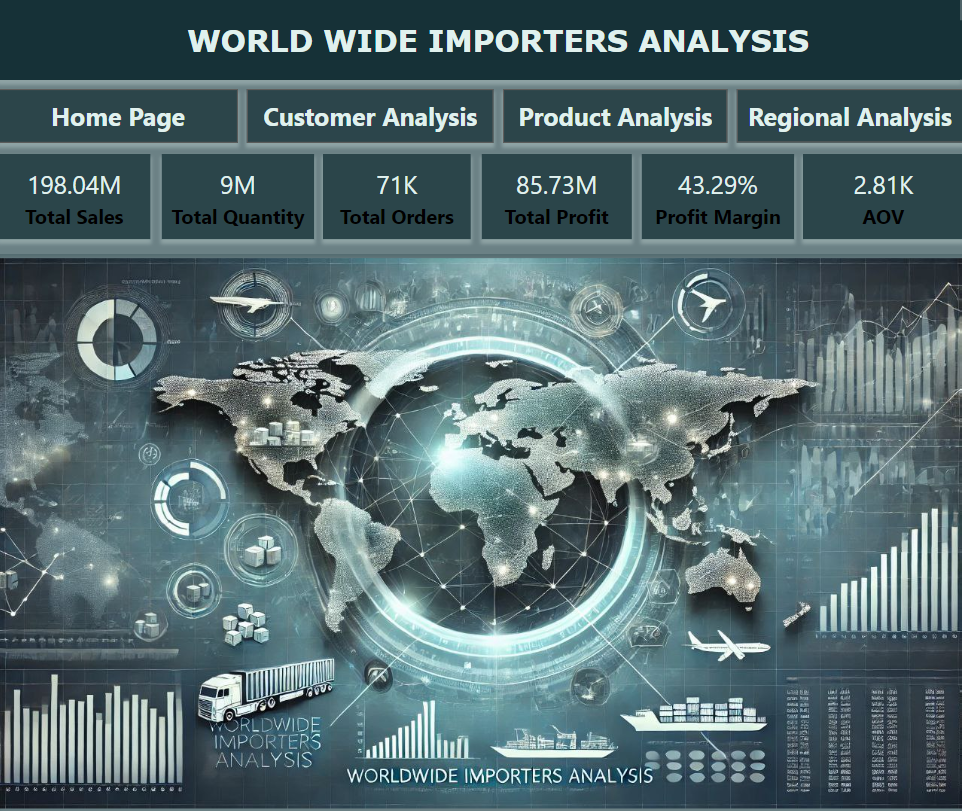 WORLD WIDE IMPORTERS ANALYSIS
Home Page
Customer Analysis
Product Analysis
Regional Analysis
198.04M
Total Sales
9M
Total Quantity
71K
Total Orders
85.73M
Total Profit
43.29%
Profit Margin
2.81K
AOV
WORLDWIDE
IMPORTERS
ANALYSIS
WORLDWIDE IMPORTERS ANALYSIS